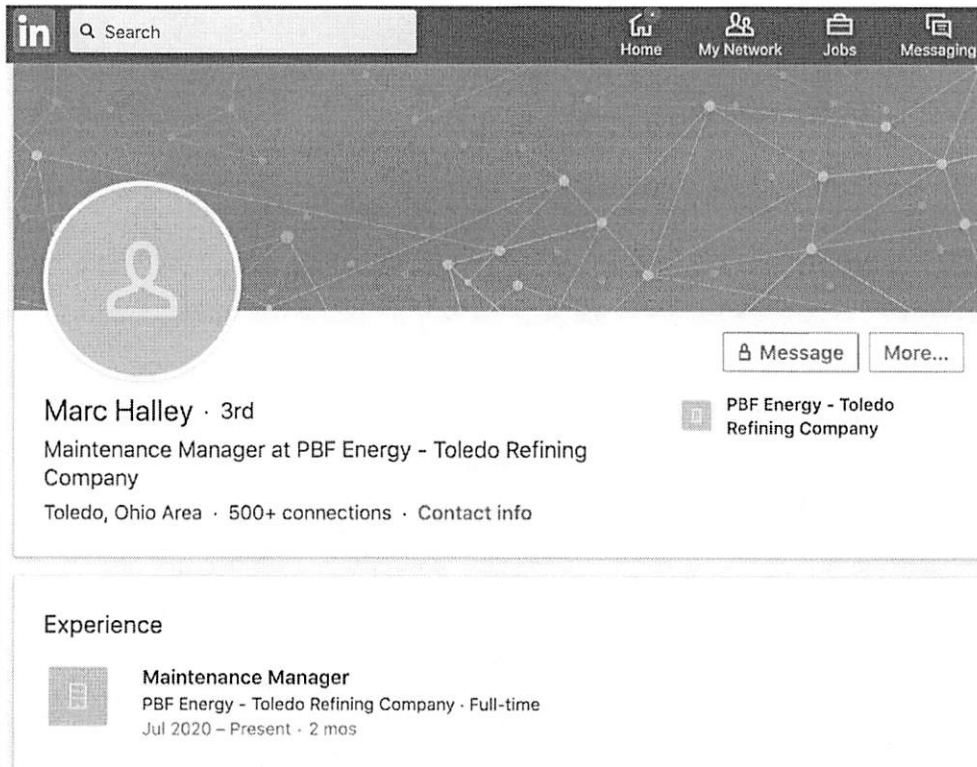 in
Search
Home
My Network
Jobs
Messaging
Message
More...
Marc Halley · 3rd
Maintenance Manager at PBF Energy - Toledo Refining
Company
Toledo, Ohio Area · 500+ connections · Contact info
PBF Energy - Toledo
Refining Company
Experience
Maintenance Manager
PBF Energy - Toledo Refining Company · Full-time
Jul 2020 – Present · 2 mos